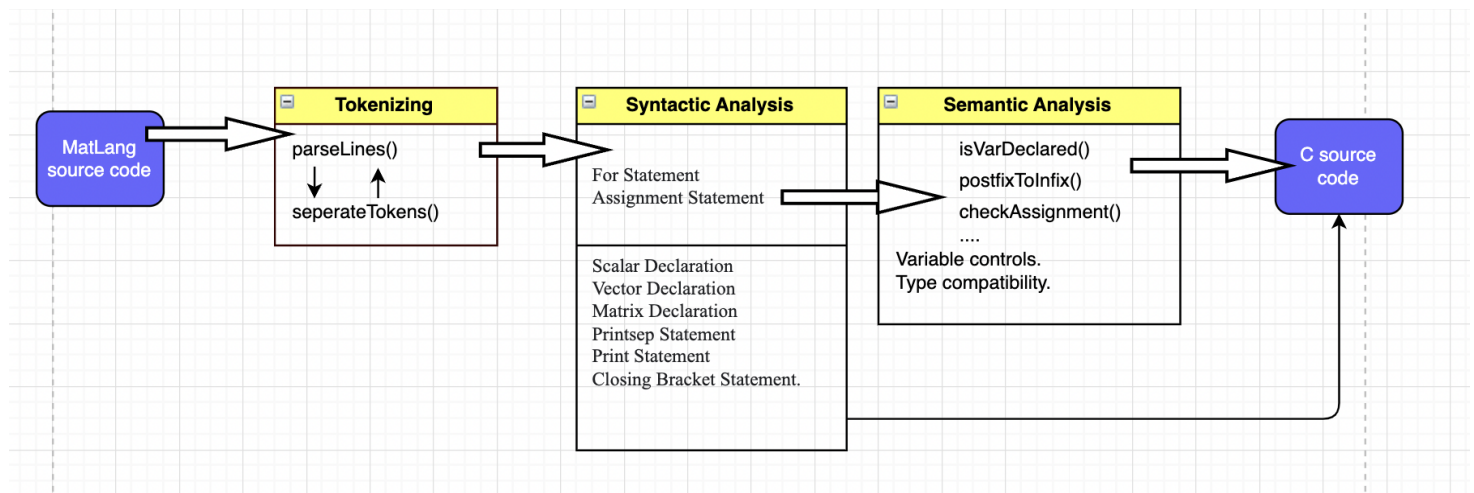 MatLang
source code
Tokenizing
parseLines()
seperateTokens()
Syntactic Analysis
For Statement
Assignment Statement
Scalar Declaration
Vector Declaration
Matrix Declaration
Printsep Statement
Print Statement
Closing Bracket Statement.
Semantic Analysis
isVarDeclared()
postfixToInfix()
checkAssignment()
....
Variable controls.
Type compatibility.
C source
code